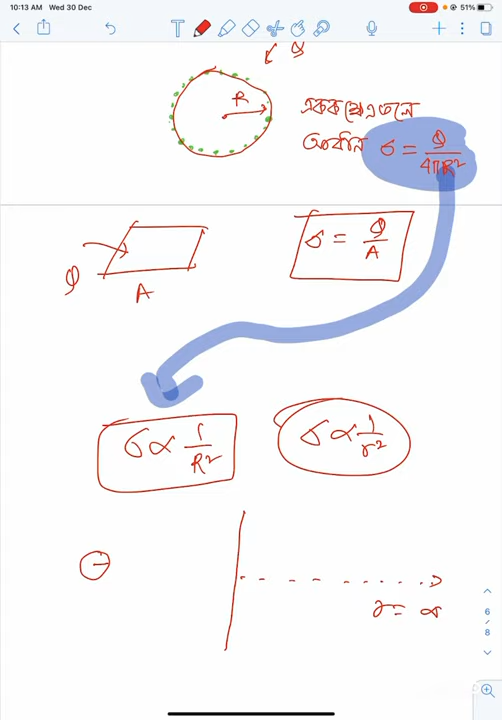 10:13 AM Wed 30 Dec
51%
Q
R
একক ক্ষেত্রফলে
আধান σ = Q/4πR²
Q
A
σ = Q/A
σ ∝ 1/R²
σ ∝ 1/r²
r = ∝
6
/
8